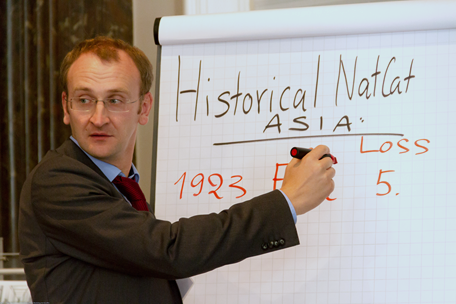 Historical NatCat
ASIA:
Loss
1923 5.